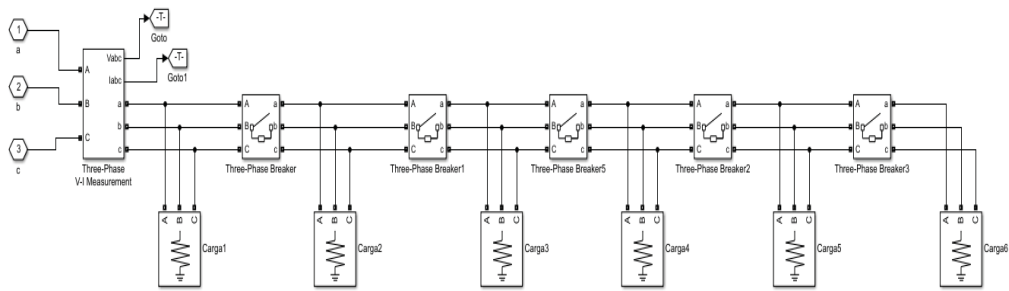 1
a
2
b
3
c
-T-
Goto
-T-
Goto1
Vabc
Iabc
A
B
C
a
b
c
Three-Phase
V-I Measurement
A a
B b
C c
Three-Phase Breaker
A a
B b
C c
Three-Phase Breaker1
A a
B b
C c
Three-Phase Breaker5
A a
B b
C c
Three-Phase Breaker2
A a
B b
C c
Three-Phase Breaker3
A B C
Carga1
A B C
Carga2
A B C
Carga3
A B C
Carga4
A B C
Carga5
A B C
Carga6